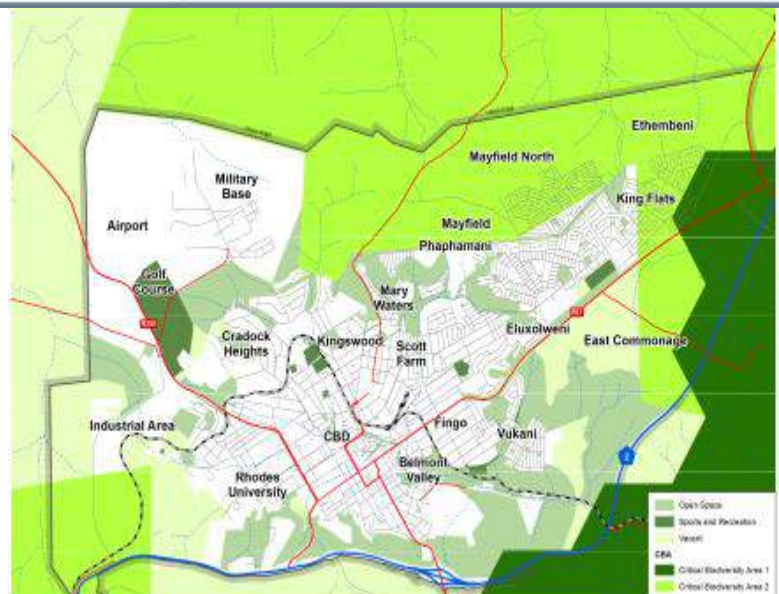 Ethembeni
Mayfield North
Military
Base
King Flats
Airport
Mayfield
Phaphamani
Golf
Course
Mary
Waters
Cradock
Heights
Kingswood
Scott
Farm
Eluxolweni
East Commonage
Industrial Area
CBD
Fingo
Vukani
Belmont
Valley
Rhodes
University
2
Open Space
Sports and Recreation
Vacant
CBA
Critical Biodiversity Area 1
Critical Biodiversity Area 2